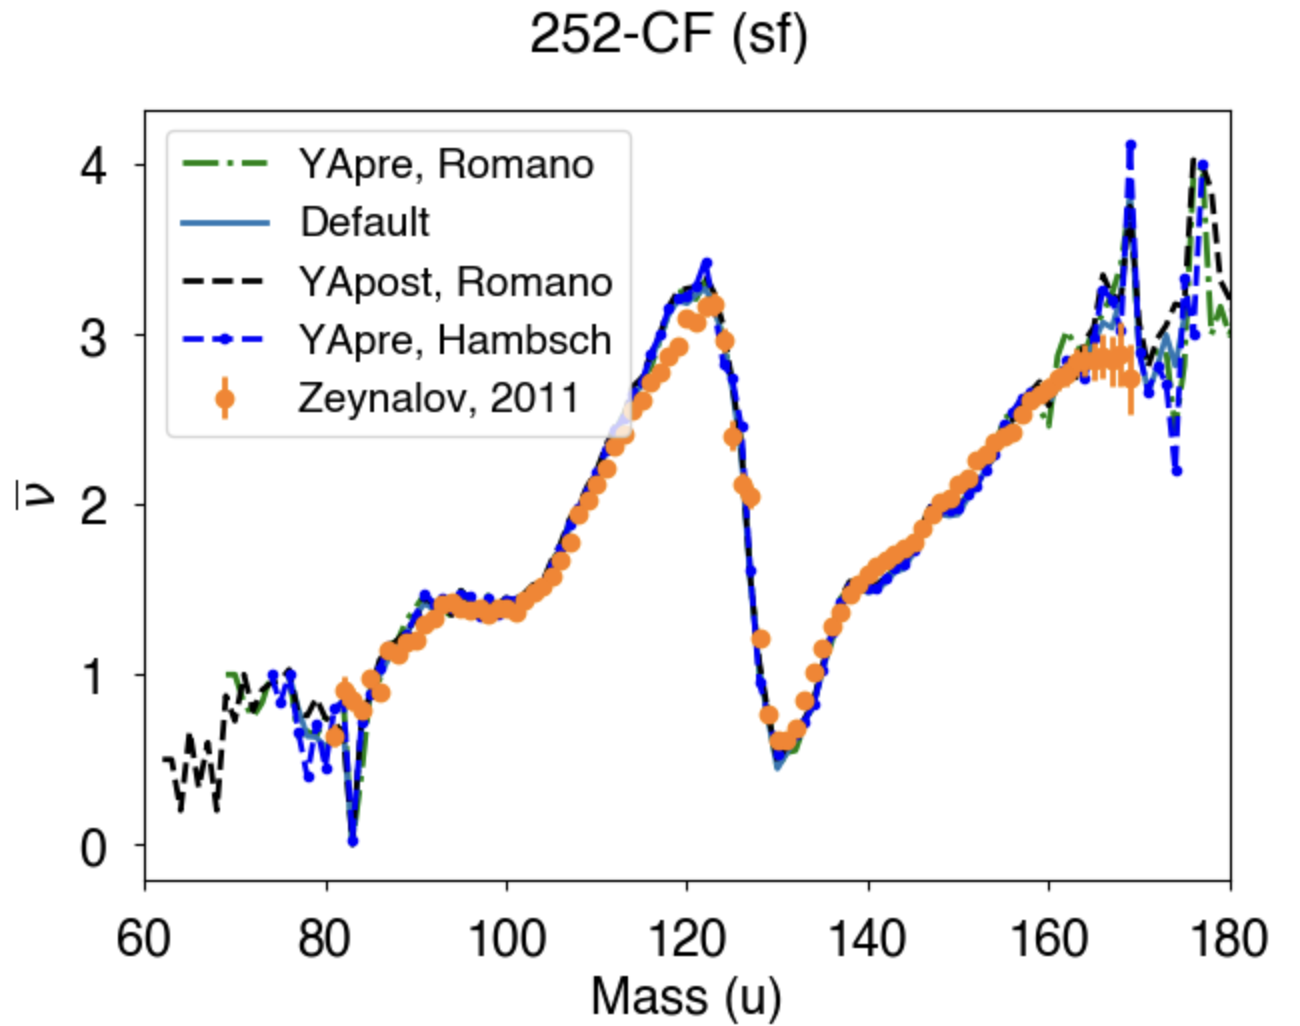 252-CF (sf)
YApre, Romano
Default
YApost, Romano
YApre, Hambsch
Zeynalov, 2011
4
3
2
1
0
ν̅
60 80 100 120 140 160 180
Mass (u)